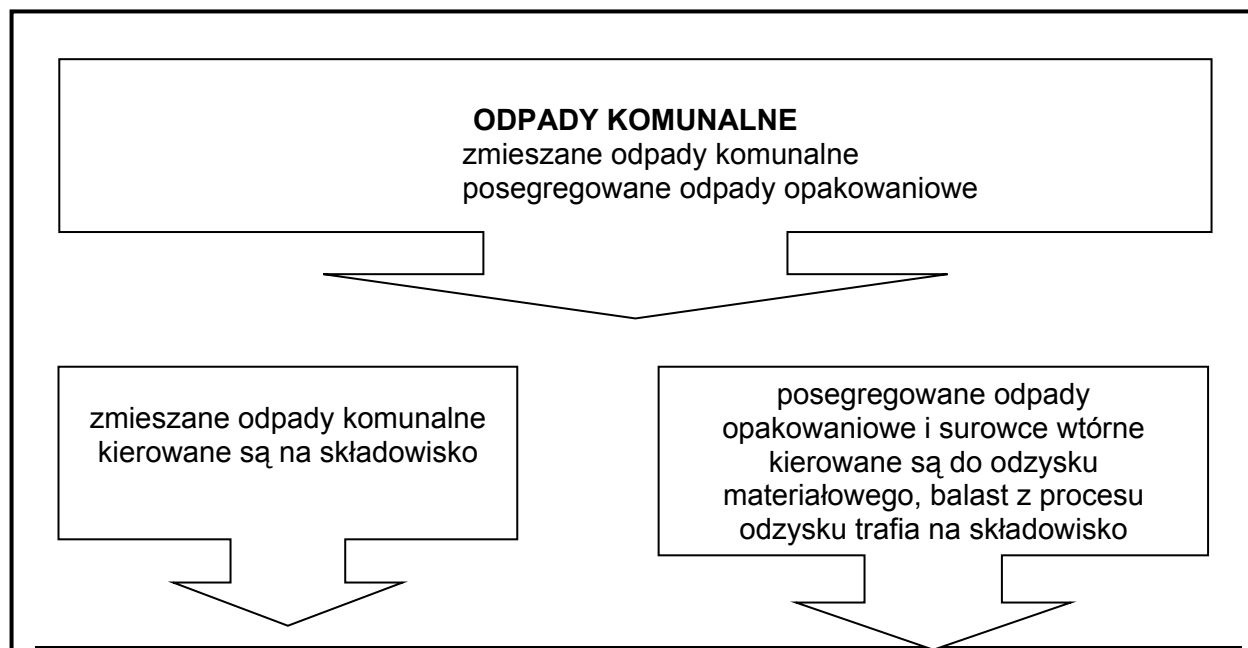 ODPADY KOMUNALNE
zmieszane odpady komunalne
posegregowane odpady opakowaniowe
zmieszane odpady komunalne
kierowane są na składowisko
posegregowane odpady
opakowaniowe i surowce wtórne
kierowane są do odzysku
materiałowego, balast z procesu
odzysku trafia na składowisko